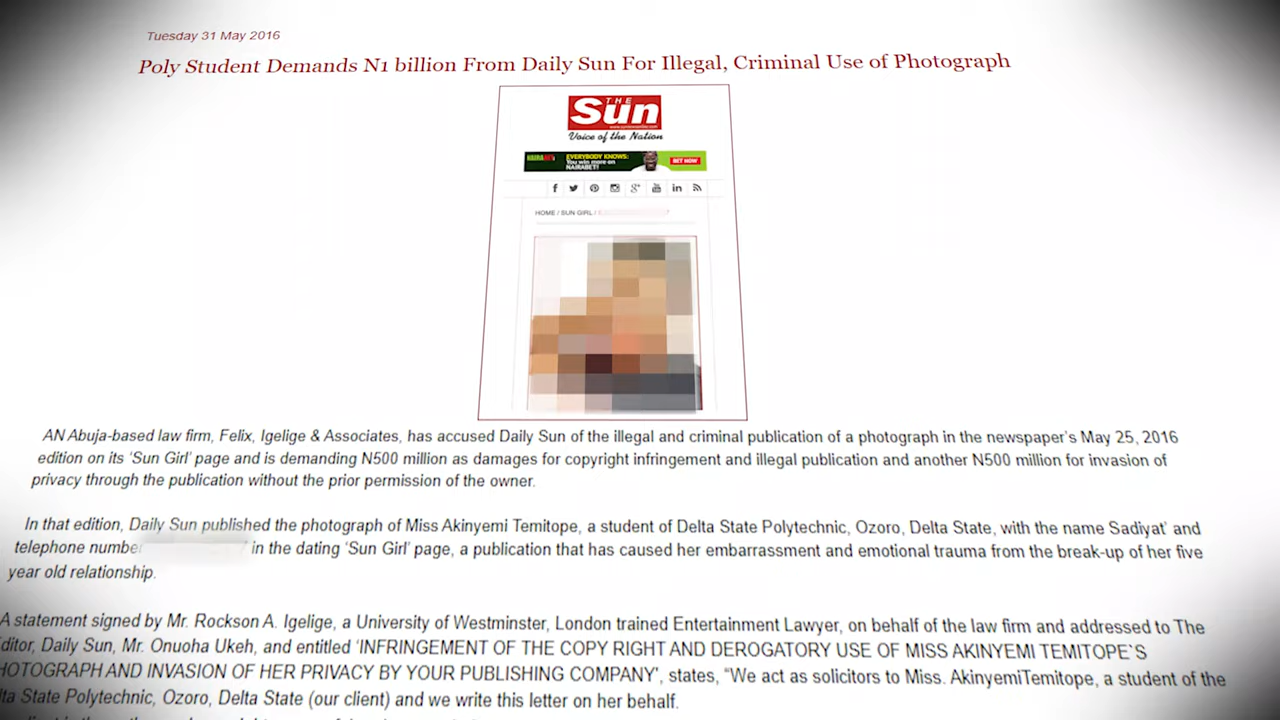 Tuesday 31 May 2016
Poly Student Demands N1 billion From Daily Sun For Illegal, Criminal Use of Photograph
THE
Sun
Voice of the Nation
EVERYBODY KNOWS:
You win more on
NAIRABET!
BET NOW
HOME / SUN GIRL /
AN Abuja-based law firm, Felix, Igelige & Associates, has accused Daily Sun of the illegal and criminal publication of a photograph in the newspaper's May 25, 2016
edition on its 'Sun Girl' page and is demanding N500 million as damages for copyright infringement and illegal publication and another N500 million for invasion of
privacy through the publication without the prior permission of the owner.
In that edition, Daily Sun published the photograph of Miss Akinyemi Temitope, a student of Delta State Polytechnic, Ozoro, Delta State, with the name Sadiyat' and
telephone number in the dating 'Sun Girl' page, a publication that has caused her embarrassment and emotional trauma from the break-up of her five
year old relationship.
A statement signed by Mr. Rockson A. Igelige, a University of Westminster, London trained Entertainment Lawyer, on behalf of the law firm and addressed to The
ditor, Daily Sun, Mr. Onuoha Ukeh, and entitled 'INFRINGEMENT OF THE COPY RIGHT AND DEROGATORY USE OF MISS AKINYEMI TEMITOPE`S
HOTOGRAPH AND INVASION OF HER PRIVACY BY YOUR PUBLISHING COMPANY', states, “We act as solicitors to Miss. AkinyemiTemitope, a student of the
lta State Polytechnic, Ozoro, Delta State (our client) and we write this letter on her behalf.